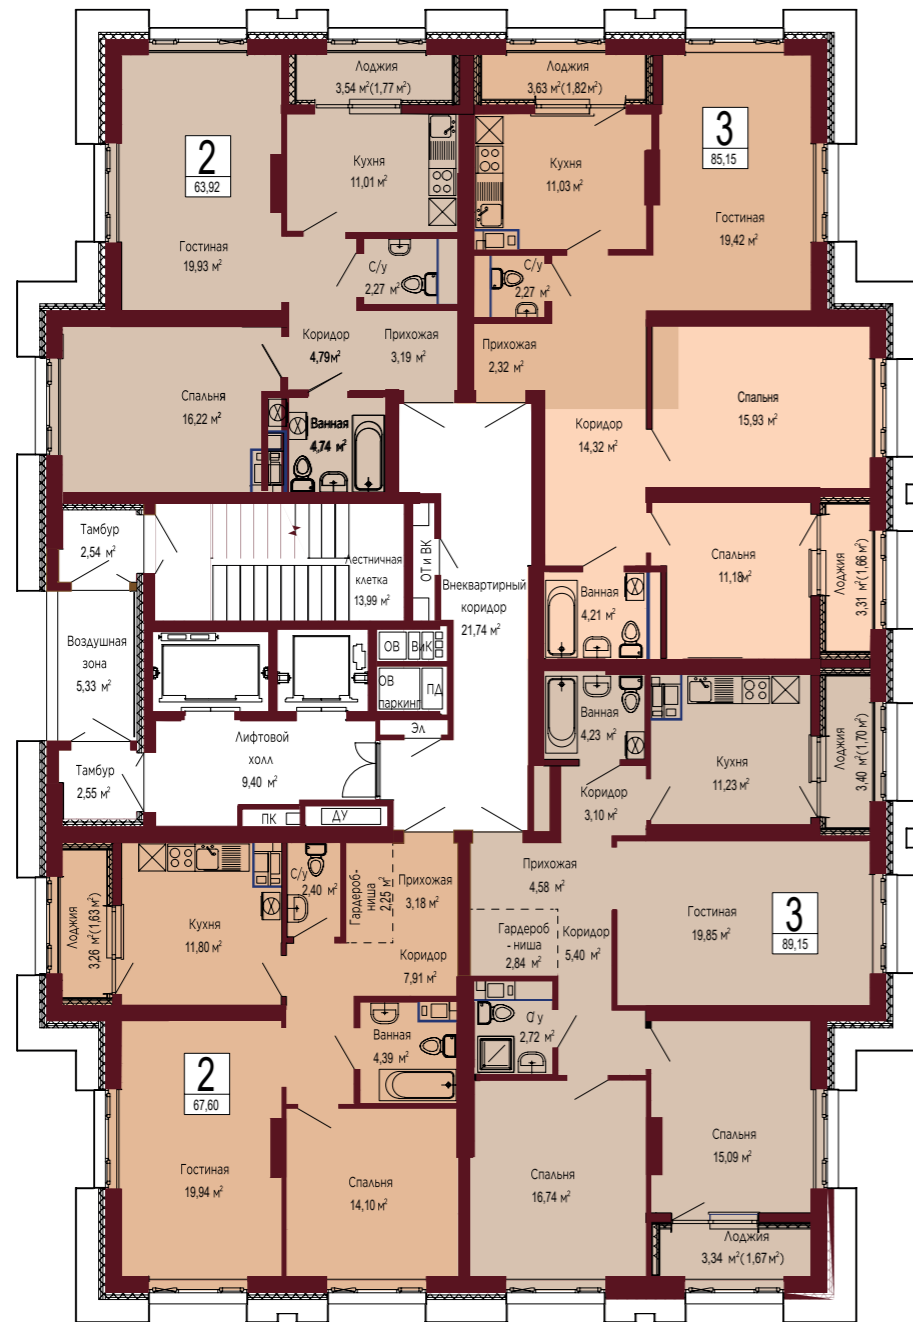 Лоджия
3,54 м²(1,77 м²)
Лоджия
3,63 м²(1,82м²)
2
63,92
Кухня
11,01 м²
Кухня
11,03 м²
3
85,15
Гостиная
19,93 м²
С/у
2,27 м²
С/у
2,27 м²
Гостиная
19,42 м²
Коридор
4,79м²
Прихожая
3,19 м²
Прихожая
2,32 м²
Спальня
16,22 м²
Ванная
4,74 м²
Коридор
14,32 м²
Спальня
15,93 м²
Тамбур
2,54 м²
Лестничная
клетка
13,99 м²
ОТ и ВК
Внеквартирный
коридор
21,74 м²
Ванная
4,21 м²
Спальня
11,18м²
Лоджия
3,31 м²(1,66 м²)
Воздушная
зона
5,33 м²
ОВ
ВиК
ОВ
паркинг
ПД
Эл
Ванная
4,23 м²
Кухня
11,23 м²
Лоджия
3,40 м²(1,70 м²)
Лифтовой
холл
9,40 м²
Тамбур
2,55 м²
ПК
ДУ
Коридор
3,10 м²
Лоджия
3,26 м²(1,63 м²)
Кухня
11,80 м²
С/у
2,40 м²
Гардероб-
ниша
2,25 м²
Прихожая
3,18 м²
Прихожая
4,58 м²
Гардероб
- ниша
2,84 м²
Коридор
5,40 м²
Гостиная
19,85 м²
3
89,15
Коридор
7,91 м²
Ванная
4,39 м²
С/у
2,72 м²
2
67,60
Гостиная
19,94 м²
Спальня
14,10 м²
Спальня
16,74 м²
Спальня
15,09 м²
Лоджия
3,34 м²(1,67м²)